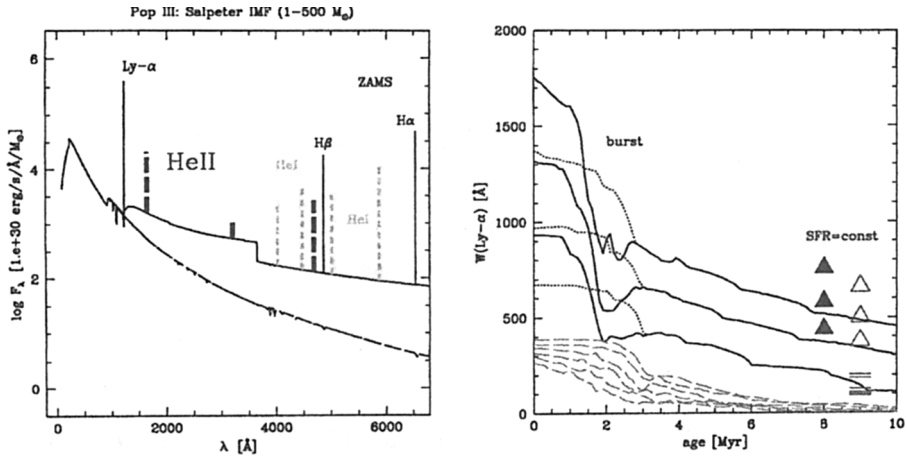 Pop III: Salpeter IMF (1-500 M⊙)
log Fλ [1.e+30 erg/s/Å/M⊙]
6
4
2
0
Ly-α
HeII
ZAMS
HeI
Hβ
Hα
HeI
0
2000
4000
6000
λ [Å]
W(Ly-α) [Å]
2000
1500
1000
500
0
burst
SFR=const
0
2
4
6
8
10
age [Myr]